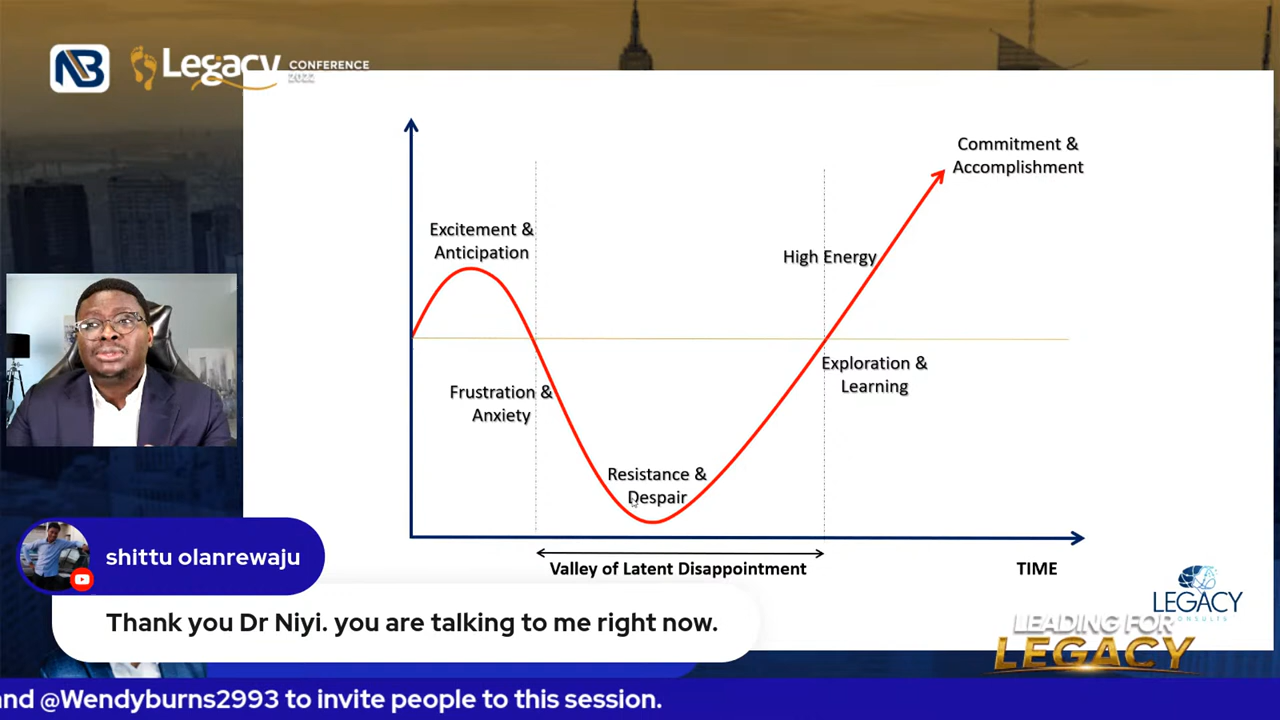 NB
Legacy
CONFERENCE
2022
Commitment &
Accomplishment
Excitement &
Anticipation
High Energy
Exploration &
Learning
Frustration &
Anxiety
Resistance &
Despair
Valley of Latent Disappointment
TIME
LEGACY
CONSULTS
LEADING FOR
LEGACY
shittu olanrewaju
Thank you Dr Niyi. you are talking to me right now.
and @Wendyburns2993 to invite people to this session.